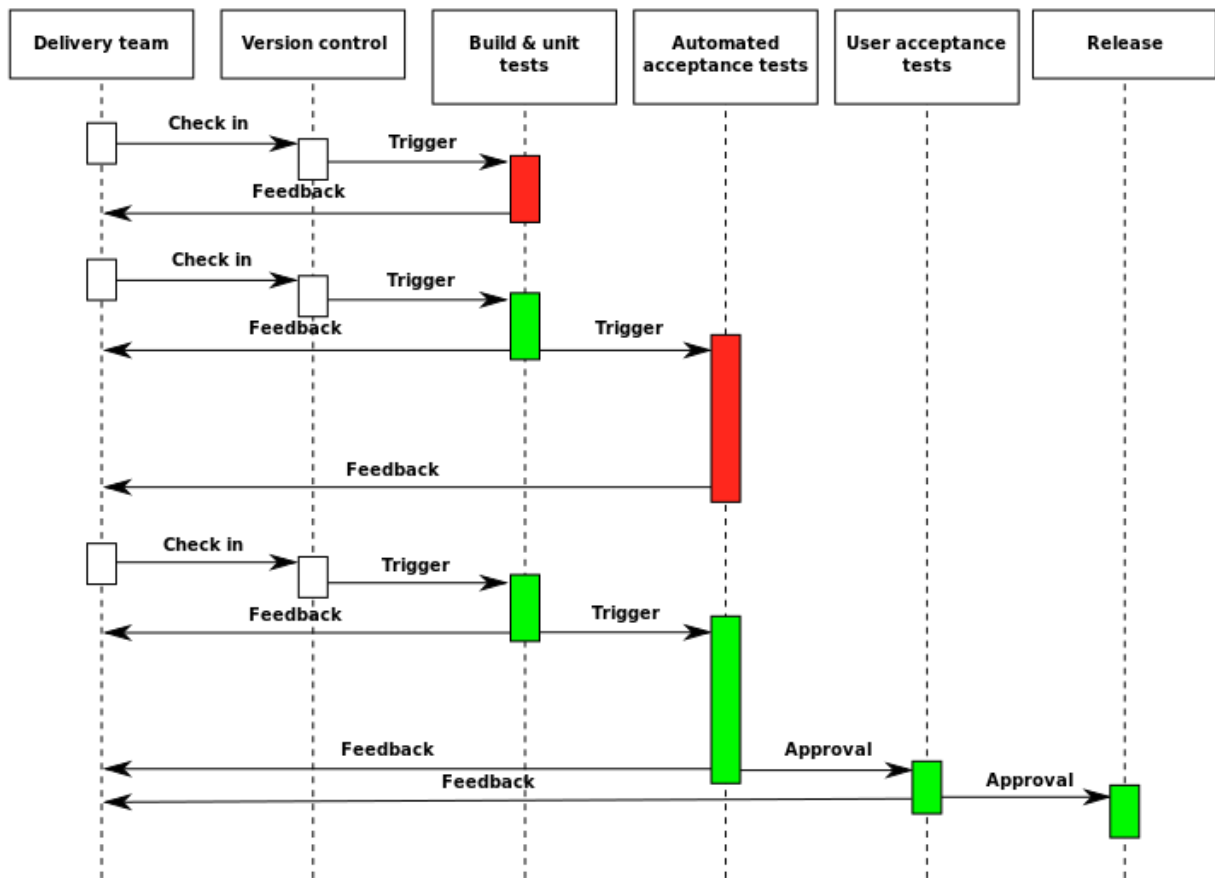 Delivery team
Version control
Build & unit
tests
Automated
acceptance tests
User acceptance
tests
Release
Check in
Trigger
Feedback
Check in
Trigger
Feedback
Trigger
Feedback
Check in
Trigger
Feedback
Trigger
Feedback
Approval
Feedback
Approval